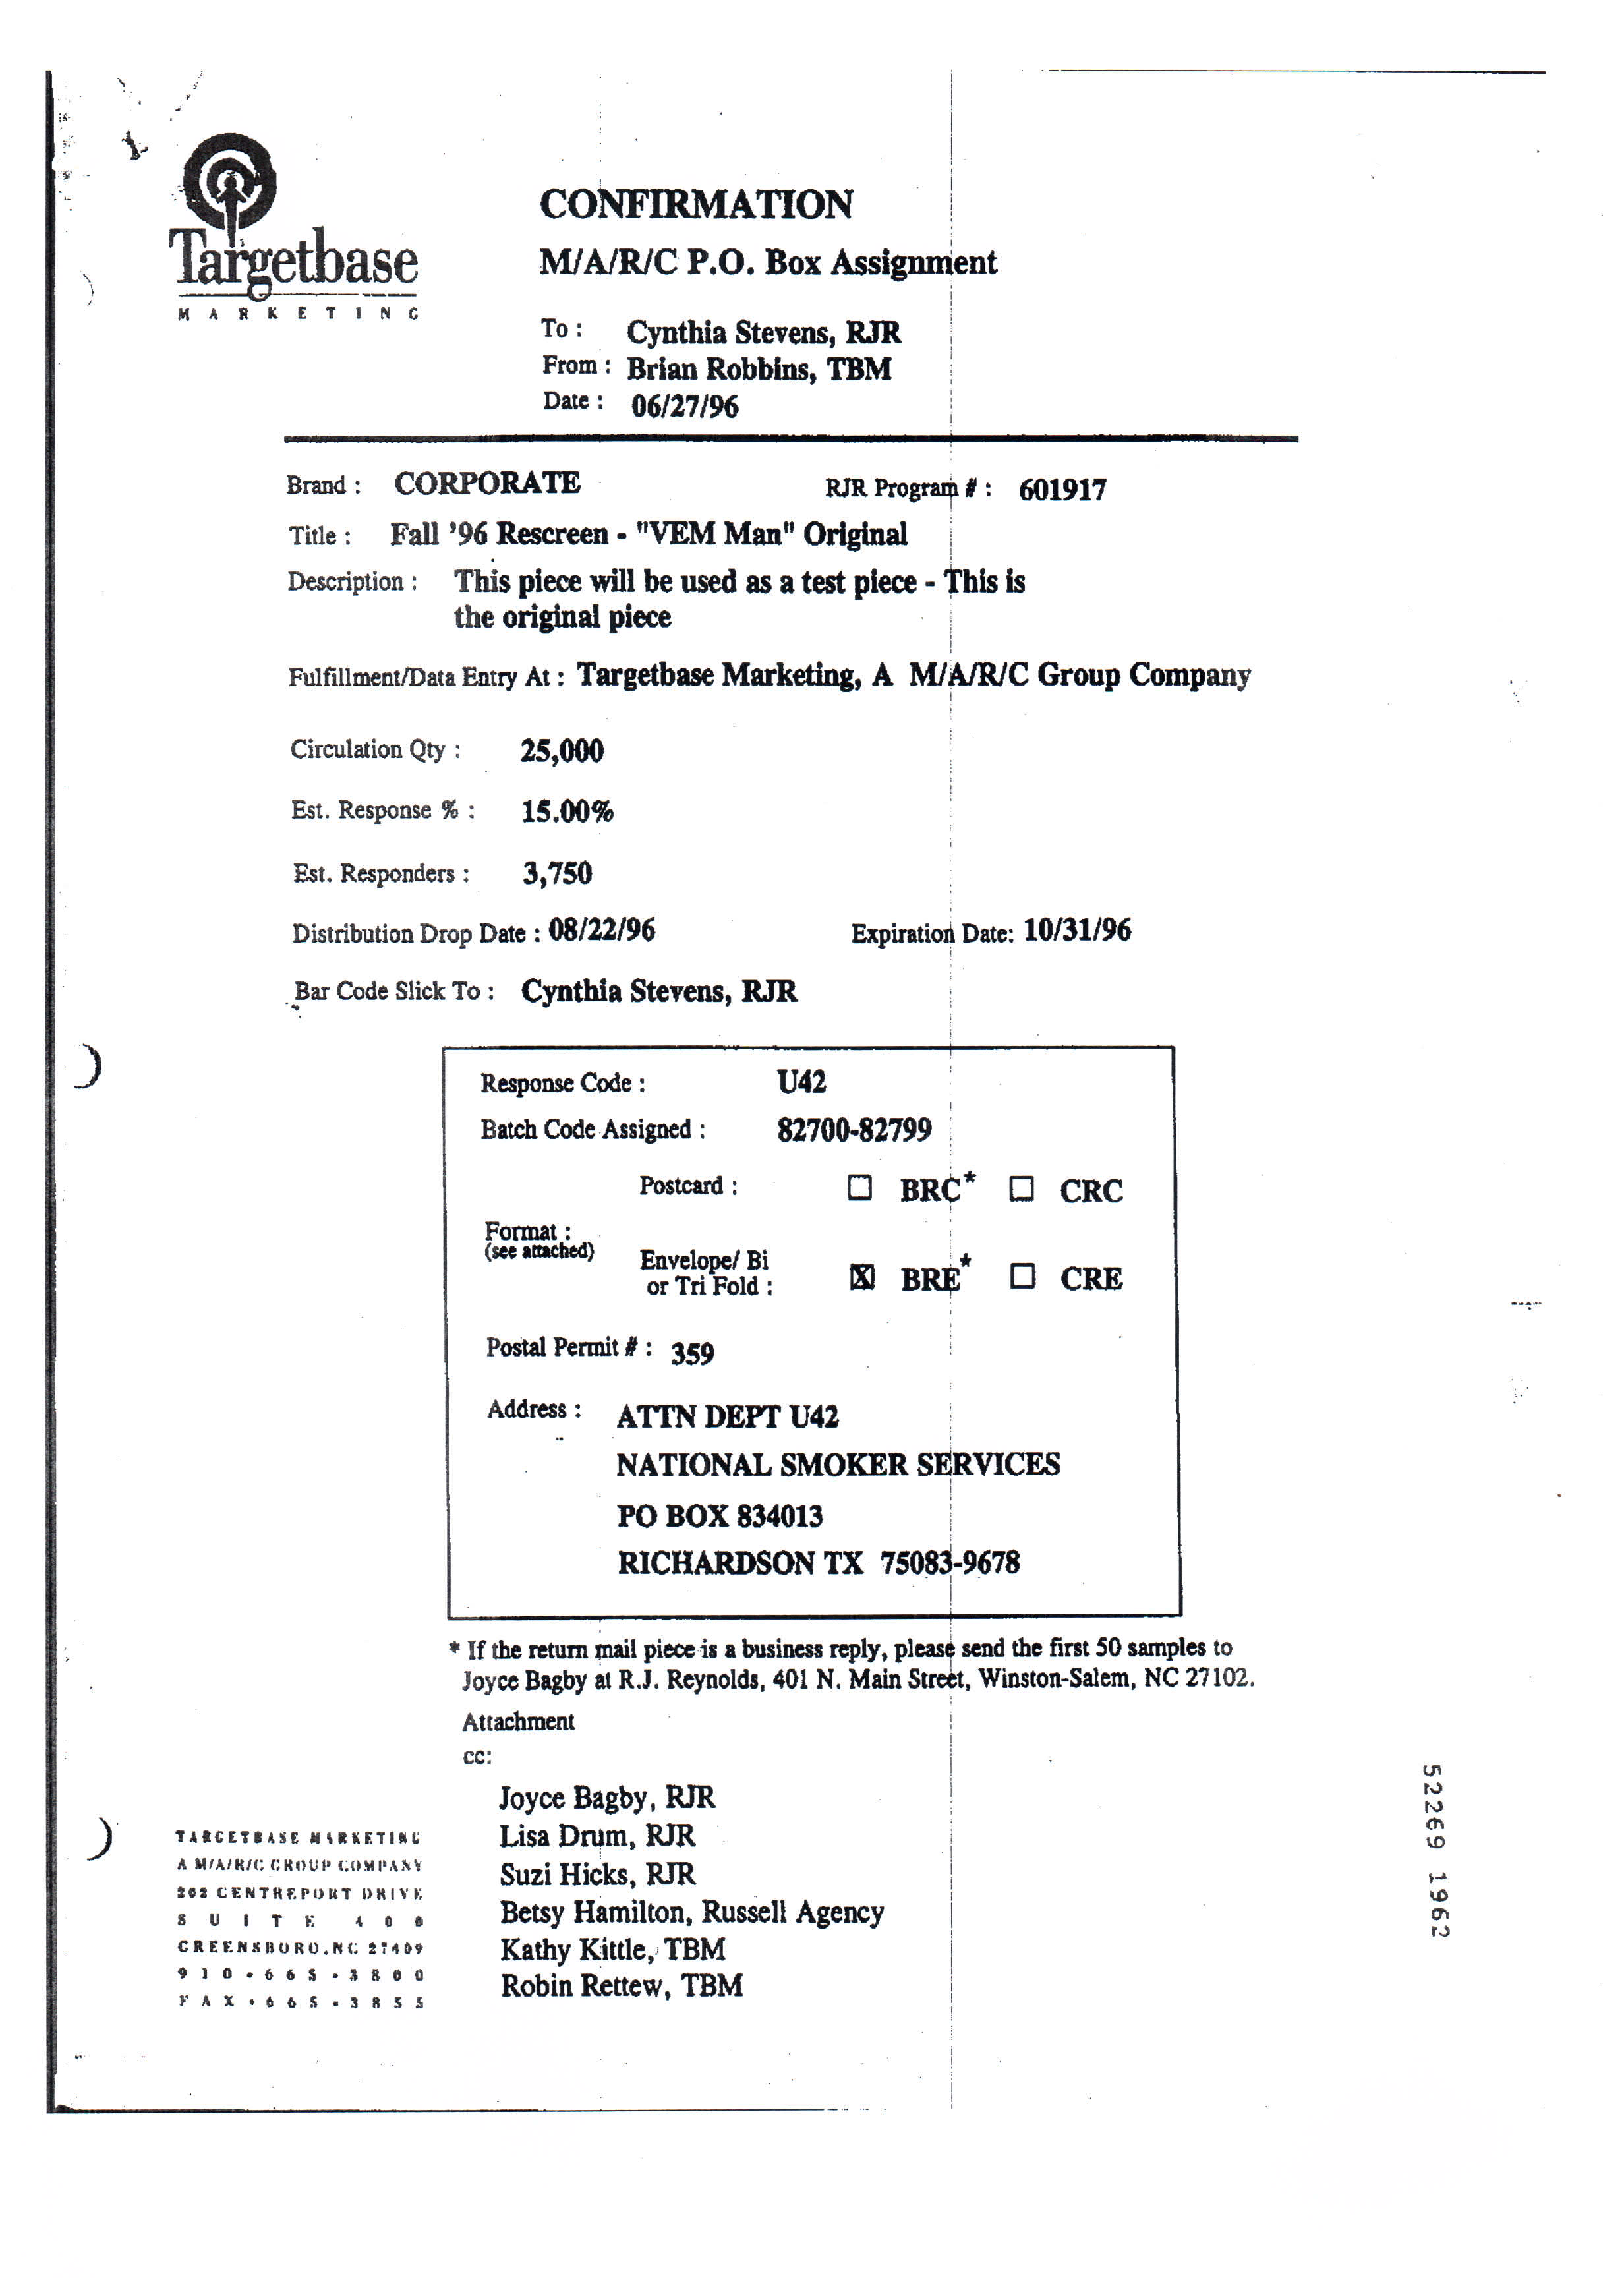 Targetbase
MARKETING
CONFIRMATION
M/A/R/C P.O. Box Assignment
To : Cynthia Stevens, RJR
From : Brian Robbins, TBM
Date : 06/27/96
Brand : CORPORATE RJR Program # : 601917
Title : Fall '96 Rescreen - "VEM Man" Original
Description : This piece will be used as a test piece - This is
the original piece
Fulfillment/Data Entry At : Targetbase Marketing, A M/A/R/C Group Company
Circulation Qty : 25,000
Est. Response % : 15.00%
Est. Responders : 3,750
Distribution Drop Date : 08/22/96 Expiration Date: 10/31/96
Bar Code Slick To : Cynthia Stevens, RJR
Response Code : U42
Batch Code Assigned : 82700-82799
Postcard : ☐ BRC* ☐ CRC
Format :
(see attached)
Envelope/ Bi
or Tri Fold : ☒ BRE* ☐ CRE
Postal Permit # : 359
Address : ATTN DEPT U42
NATIONAL SMOKER SERVICES
PO BOX 834013
RICHARDSON TX 75083-9678
* If the return mail piece is a business reply, please send the first 50 samples to
Joyce Bagby at R.J. Reynolds, 401 N. Main Street, Winston-Salem, NC 27102.
Attachment
cc:
Joyce Bagby, RJR
Lisa Drum, RJR
Suzi Hicks, RJR
Betsy Hamilton, Russell Agency
Kathy Kittle, TBM
Robin Rettew, TBM
TARGETBASE MARKETING
A M/A/R/C GROUP COMPANY
202 CENTREPORT DRIVE
SUITE 400
GREENSBORO, NC 27409
910•665•3800
FAX•665•3855
52269 1962